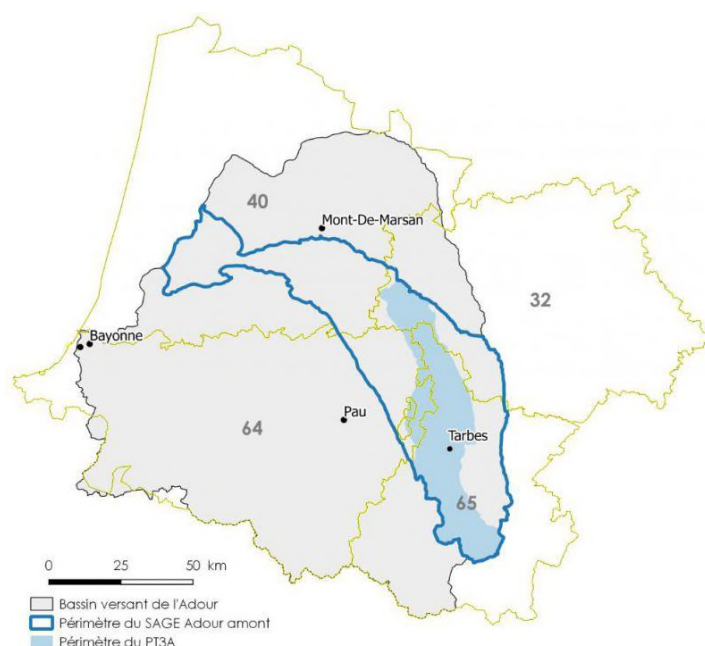 40
Mont-De-Marsan
32
Bayonne
Pau
64
Tarbes
65
0 25 50 km
Bassin versant de l'Adour
Périmètre du SAGE Adour amont
Périmètre du PT3A